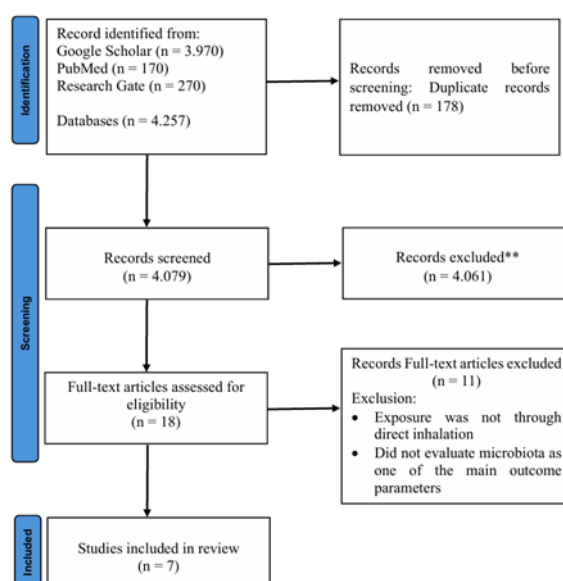 Identification
Record identified from:
Google Scholar (n = 3.970)
PubMed (n = 170)
Research Gate (n = 270)
Databases (n = 4.257)
Records removed before
screening: Duplicate records
removed (n = 178)
Screening
Records screened
(n = 4.079)
Records excluded**
(n = 4.061)
Full-text articles assessed for
eligibility
(n = 18)
Records Full-text articles excluded
(n = 11)
Exclusion:
• Exposure was not through
direct inhalation
• Did not evaluate microbiota as
one of the main outcome
parameters
Included
Studies included in review
(n = 7)